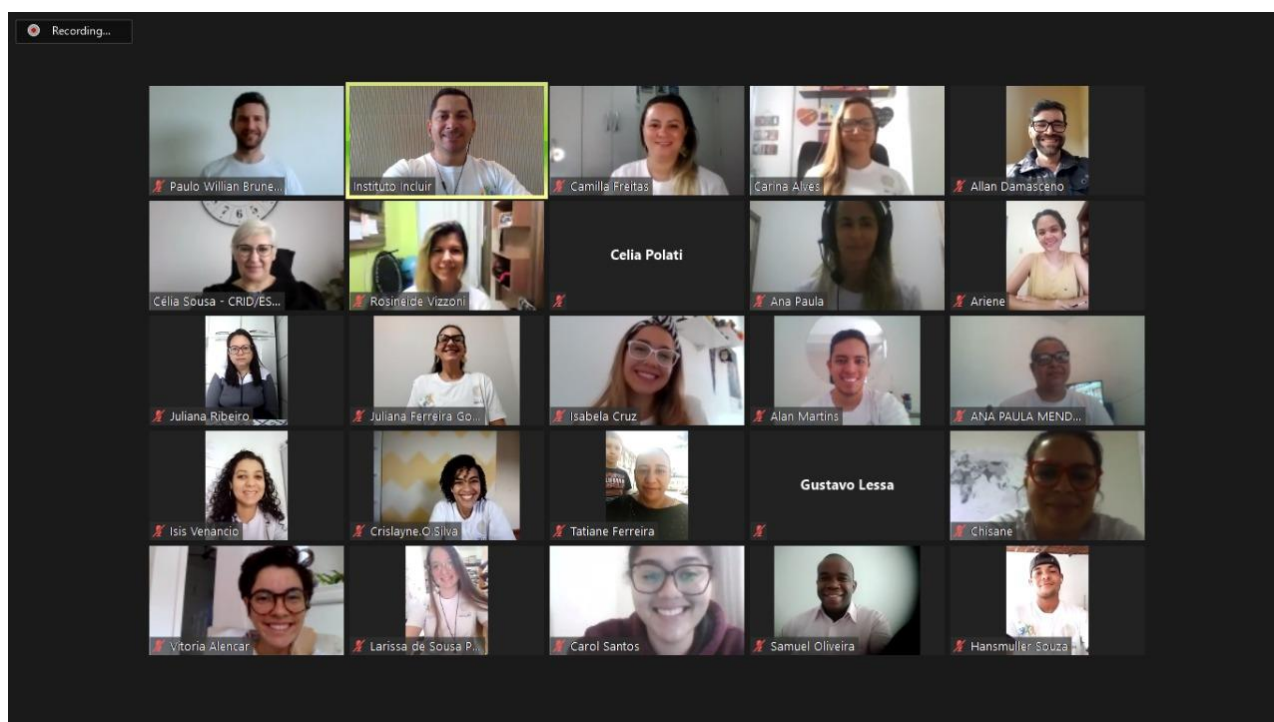 Recording...
Paulo Willian Brune...
Instituto Incluir
Camilla Freitas
Carina Alves
Allan Damasceno
Célia Sousa - CRID/ES...
Rosineide Vizzoni
Celia Polati
Ana Paula
Ariene
Juliana Ribeiro
Juliana Ferreira Go...
Isabela Cruz
Alan Martins
ANA PAULA MEND...
Isis Venancio
Crislayne.O.Silva
Tatiane Ferreira
Gustavo Lessa
Chisane
Vitoria Alencar
Larissa de Sousa P...
Carol Santos
Samuel Oliveira
Hansmuller Souza